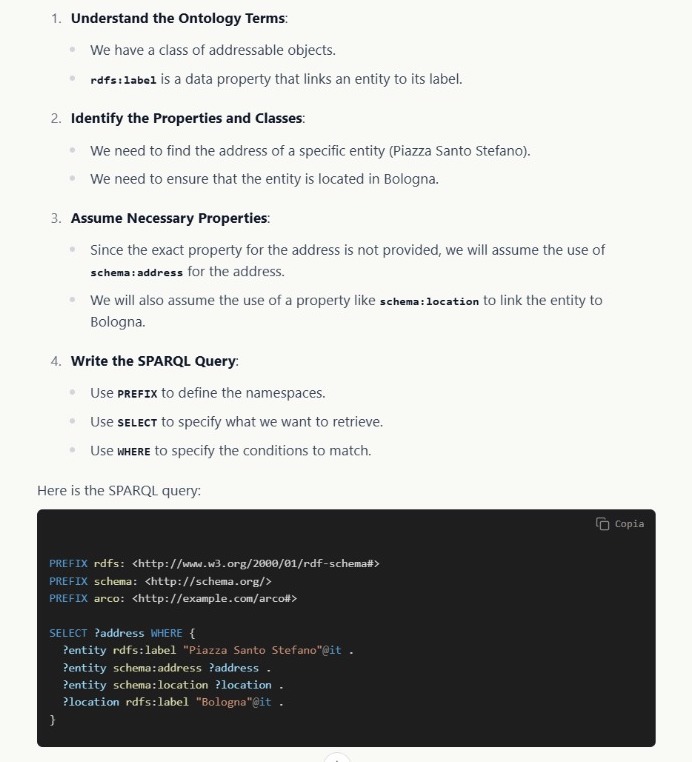 1. Understand the Ontology Terms:
We have a class of addressable objects.
rdfs:label is a data property that links an entity to its label.
2. Identify the Properties and Classes:
We need to find the address of a specific entity (Piazza Santo Stefano).
We need to ensure that the entity is located in Bologna.
3. Assume Necessary Properties:
Since the exact property for the address is not provided, we will assume the use of
schema:address for the address.
We will also assume the use of a property like schema:location to link the entity to
Bologna.
4. Write the SPARQL Query:
Use PREFIX to define the namespaces.
Use SELECT to specify what we want to retrieve.
Use WHERE to specify the conditions to match.
Here is the SPARQL query:
Copia
PREFIX rdfs: <http://www.w3.org/2000/01/rdf-schema#>
PREFIX schema: <http://schema.org/>
PREFIX arco: <http://example.com/arco#>
SELECT ?address WHERE {
?entity rdfs:label "Piazza Santo Stefano"@it .
?entity schema:address ?address .
?entity schema:location ?location .
?location rdfs:label "Bologna"@it .
}